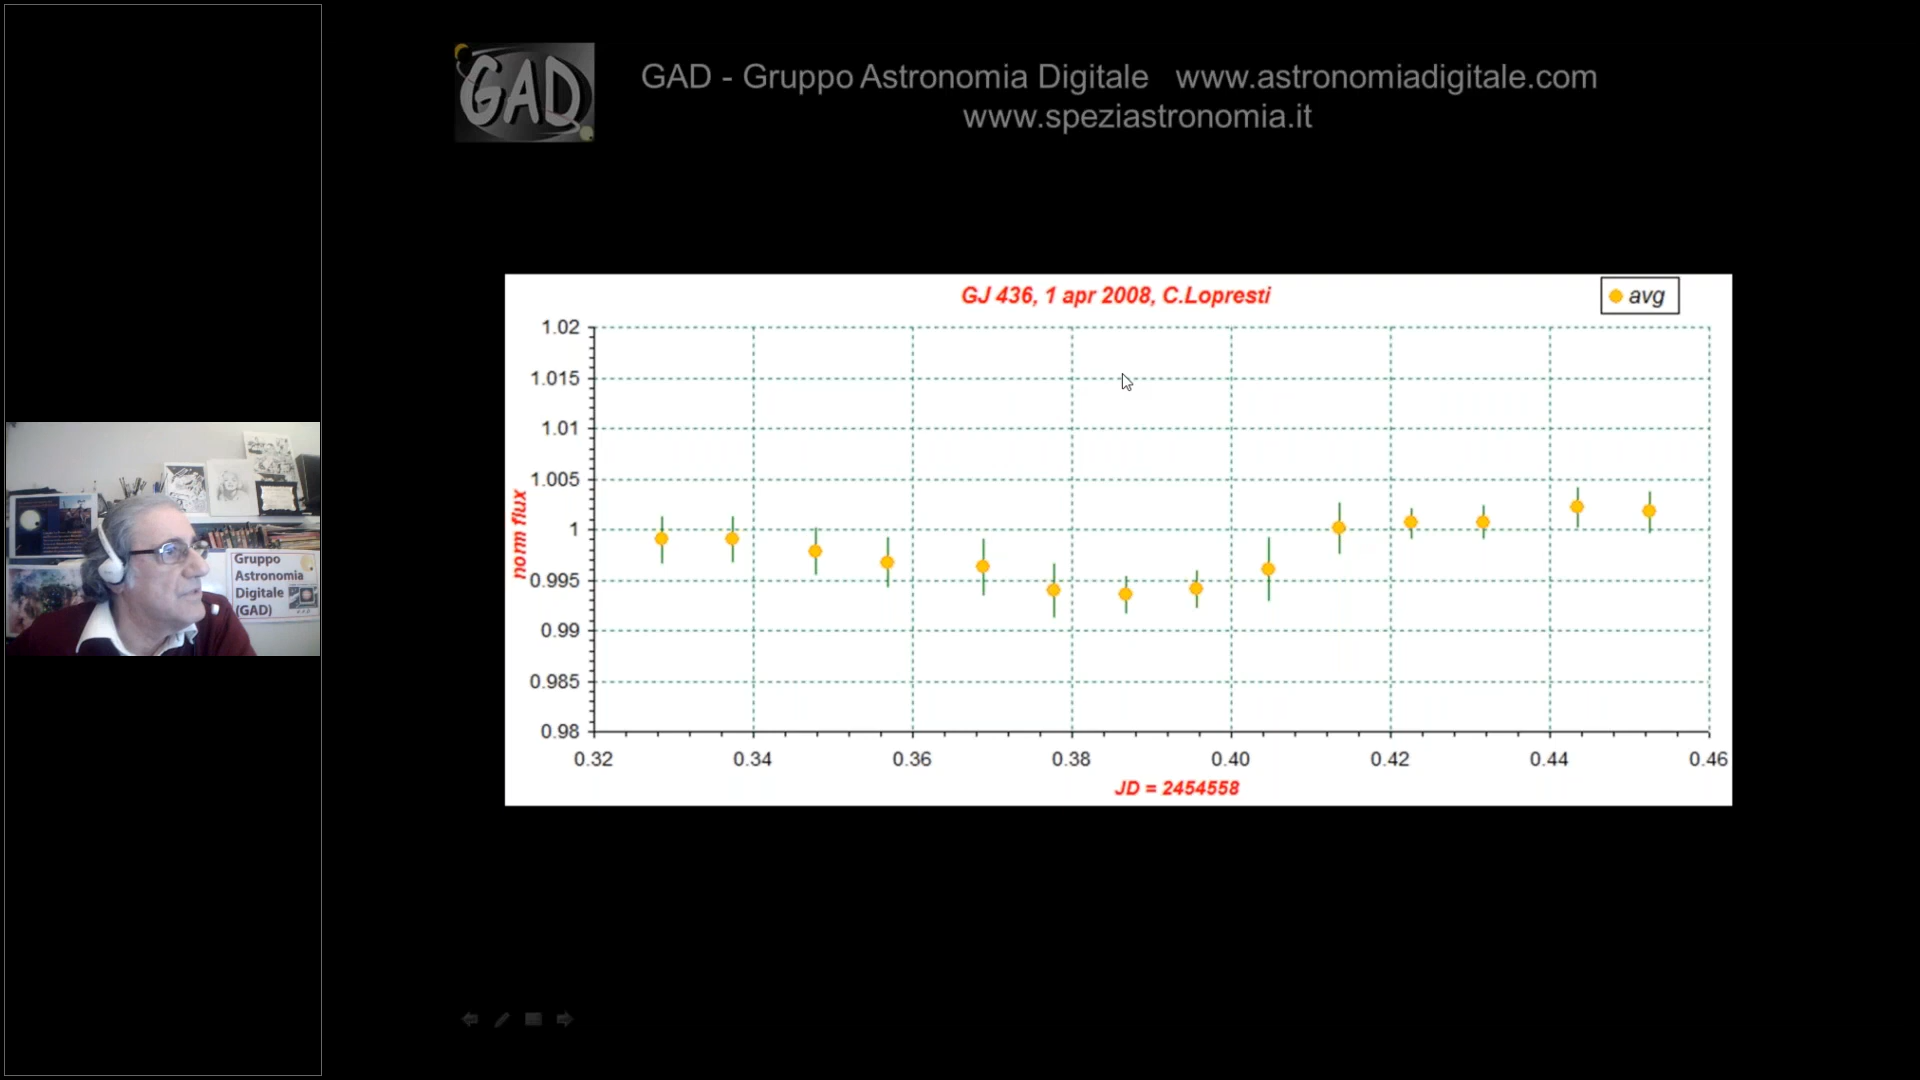 GAD
GAD - Gruppo Astronomia Digitale www.astronomiadigitale.com
www.speziastronomia.it
GJ 436, 1 apr 2008, C.Lopresti
avg
1.02
1.015
1.01
1.005
1
0.995
0.99
0.985
0.98
norm flux
0.32 0.34 0.36 0.38 0.40 0.42 0.44 0.46
JD = 2454558
Gruppo
Astronomia
Digitale
(GAD)